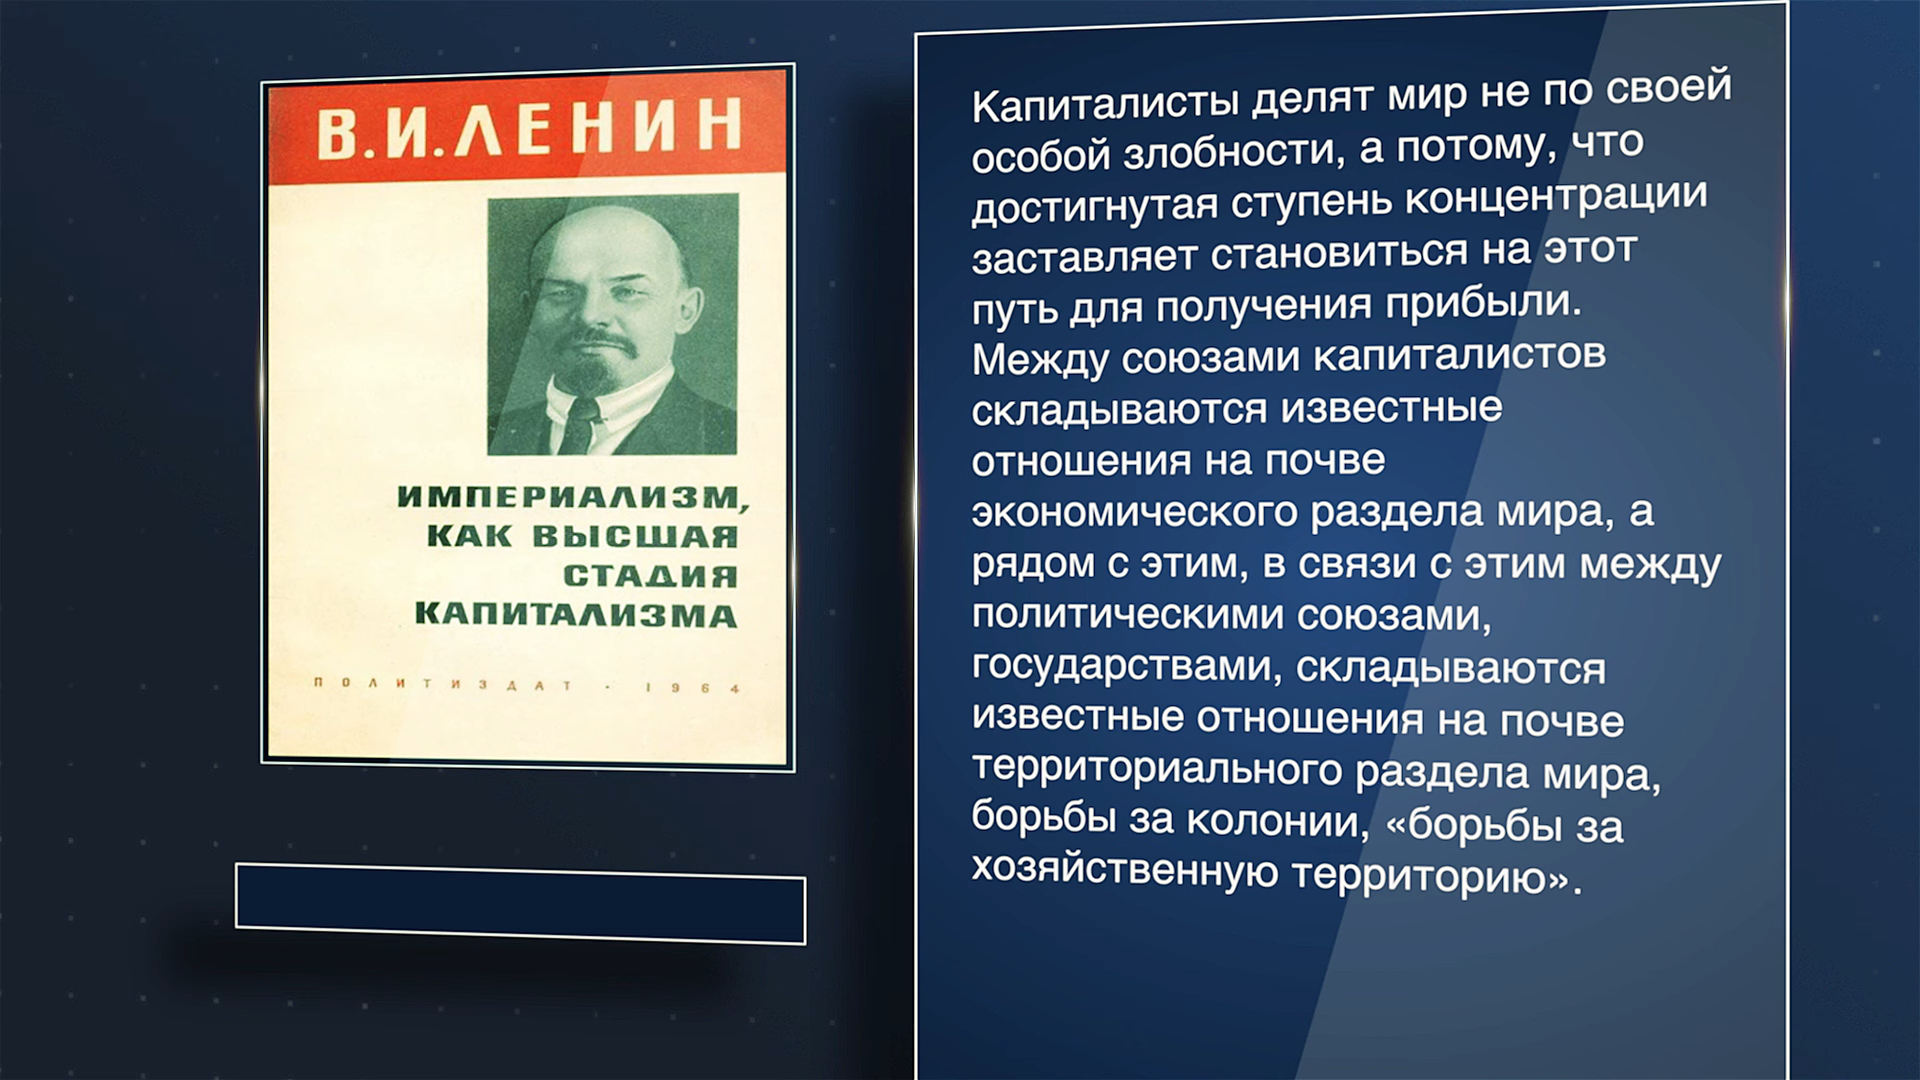 В.И.ЛЕНИН
ИМПЕРИАЛИЗМ,
КАК ВЫСШАЯ
СТАДИЯ
КАПИТАЛИЗМА
ПОЛИТИЗДАТ · 1964
Капиталисты делят мир не по своей
особой злобности, а потому, что
достигнутая ступень концентрации
заставляет становиться на этот
путь для получения прибыли.
Между союзами капиталистов
складываются известные
отношения на почве
экономического раздела мира, а
рядом с этим, в связи с этим между
политическими союзами,
государствами, складываются
известные отношения на почве
территориального раздела мира,
борьбы за колонии, «борьбы за
хозяйственную территорию».